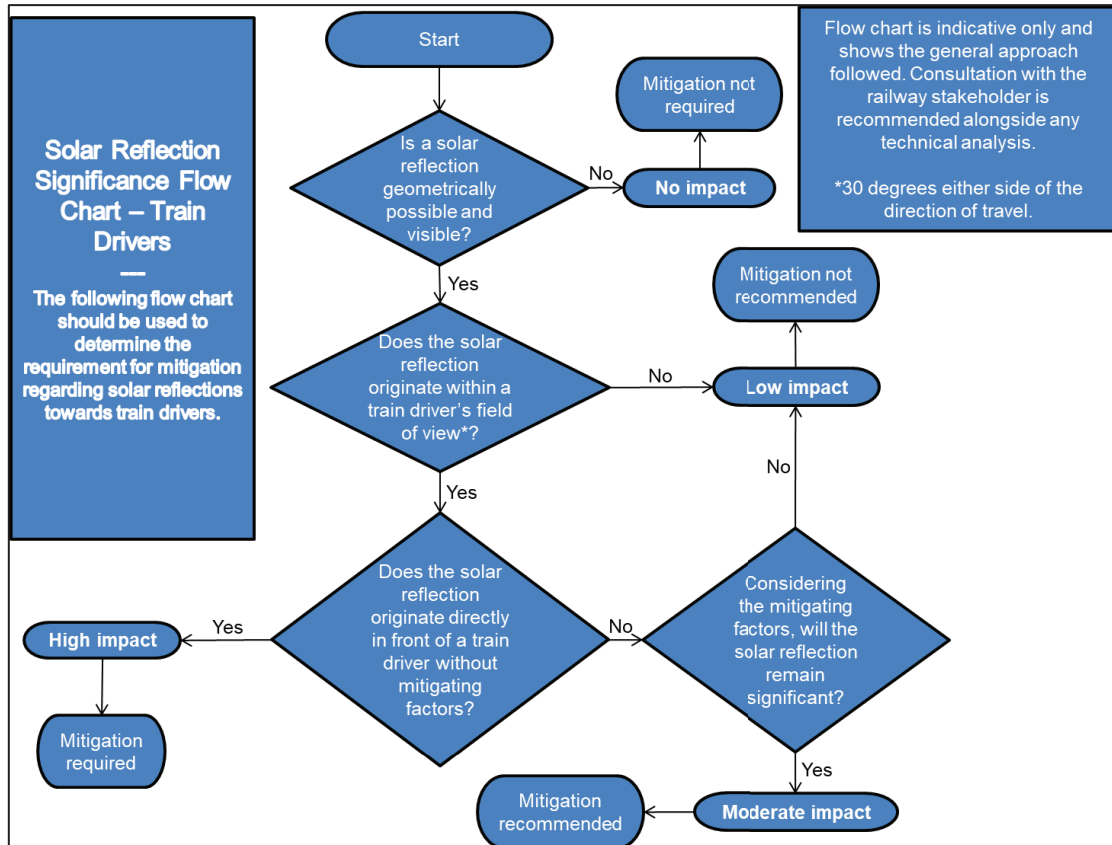 Solar Reflection
Significance Flow
Chart – Train
Drivers
---
The following flow chart
should be used to
determine the
requirement for mitigation
regarding solar reflections
towards train drivers.
Start
Flow chart is indicative only and
shows the general approach
followed. Consultation with the
railway stakeholder is
recommended alongside any
technical analysis.
*30 degrees either side of the
direction of travel.
Mitigation not
required
Is a solar
reflection
geometrically
possible and
visible?
No
No impact
Yes
Mitigation not
recommended
Does the solar
reflection
originate within a
train driver's field
of view*?
No
Low impact
Yes
No
Does the solar
reflection
originate directly
in front of a train
driver without
mitigating
factors?
Yes
High impact
Mitigation
required
No
Considering
the mitigating
factors, will the
solar reflection
remain
significant?
Yes
Moderate impact
Mitigation
recommended